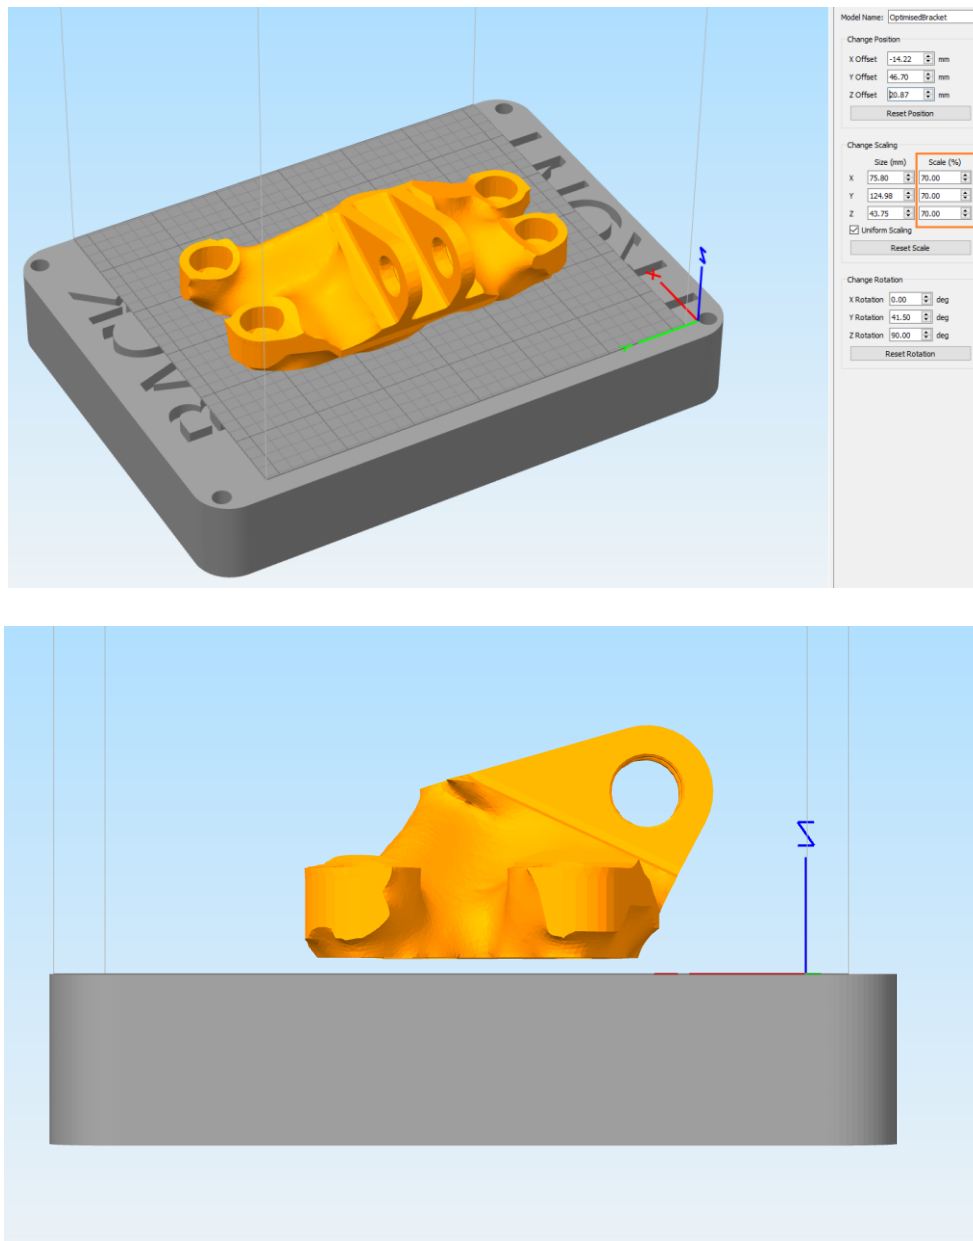 Model Name: OptimisedBracket
Change Position
X Offset -14.22 mm
Y Offset 46.70 mm
Z Offset 20.87 mm
Reset Position
Change Scaling
Size (mm) Scale (%)
X 75.80 70.00
Y 124.98 70.00
Z 43.75 70.00
Uniform Scaling
Reset Scale
Change Rotation
X Rotation 0.00 deg
Y Rotation 41.50 deg
Z Rotation 90.00 deg
Reset Rotation
FRONT
BACK
X
Y
Z
Z